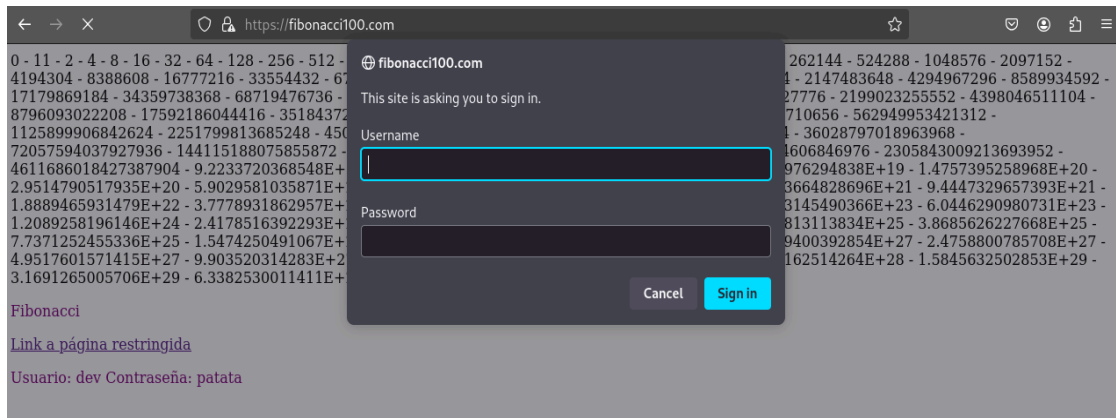 https://fibonacci100.com
0 - 11 - 2 - 4 - 8 - 16 - 32 - 64 - 128 - 256 - 512 - 262144 - 524288 - 1048576 - 2097152 -
4194304 - 8388608 - 16777216 - 33554432 - 67 - 2147483648 - 4294967296 - 8589934592 -
17179869184 - 34359738368 - 68719476736 - 27776 - 2199023255552 - 4398046511104 -
8796093022208 - 17592186044416 - 35184372 710656 - 562949953421312 -
1125899906842624 - 2251799813685248 - 450 - 36028797018963968 -
72057594037927936 - 144115188075855872 - 4606846976 - 2305843009213693952 -
4611686018427387904 - 9.2233720368548E+ 976294838E+19 - 1.4757395258968E+20 -
2.9514790517935E+20 - 5.9029581035871E+ 3664828696E+21 - 9.4447329657393E+21 -
1.8889465931479E+22 - 3.7778931862957E+ 3145490366E+23 - 6.0446290980731E+23 -
1.2089258196146E+24 - 2.4178516392293E+ 813113834E+25 - 3.8685626227668E+25 -
7.7371252455336E+25 - 1.5474250491067E+ 9400392854E+27 - 2.4758800785708E+27 -
4.9517601571415E+27 - 9.903520314283E+2 162514264E+28 - 1.5845632502853E+29 -
3.1691265005706E+29 - 6.3382530011411E+
Fibonacci
Link a página restringida
Usuario: dev Contraseña: patata
fibonacci100.com
This site is asking you to sign in.
Username
Password
Cancel Sign in